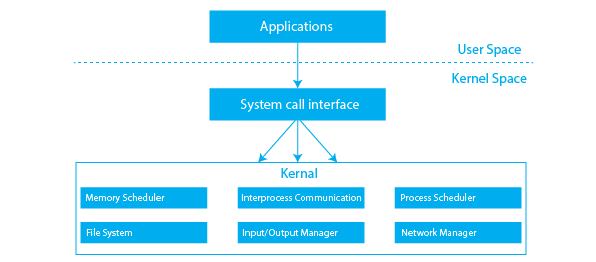 Applications
User Space
Kernel Space
System call interface
Kernal
Memory Scheduler
Interprocess Communication
Process Scheduler
File System
Input/Output Manager
Network Manager